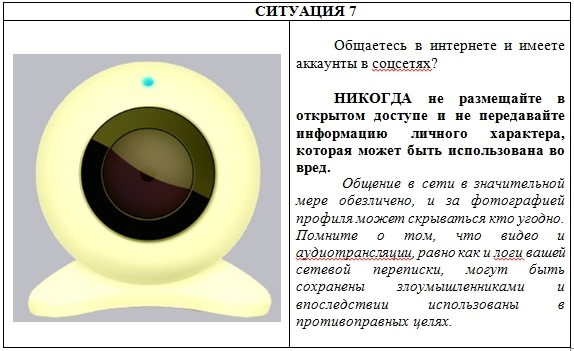 СИТУАЦИЯ 7
Общаетесь в интернете и имеете
аккаунты в соцсетях?
НИКОГДА не размещайте в
открытом доступе и не передавайте
информацию личного характера,
которая может быть использована во
вред.
Общение в сети в значительной
мере обезличено, и за фотографией
профиля может скрываться кто угодно.
Помните о том, что видео и
аудиотрансляции, равно как и логи вашей
сетевой переписки, могут быть
сохранены злоумышленниками и
впоследствии использованы в
противоправных целях.